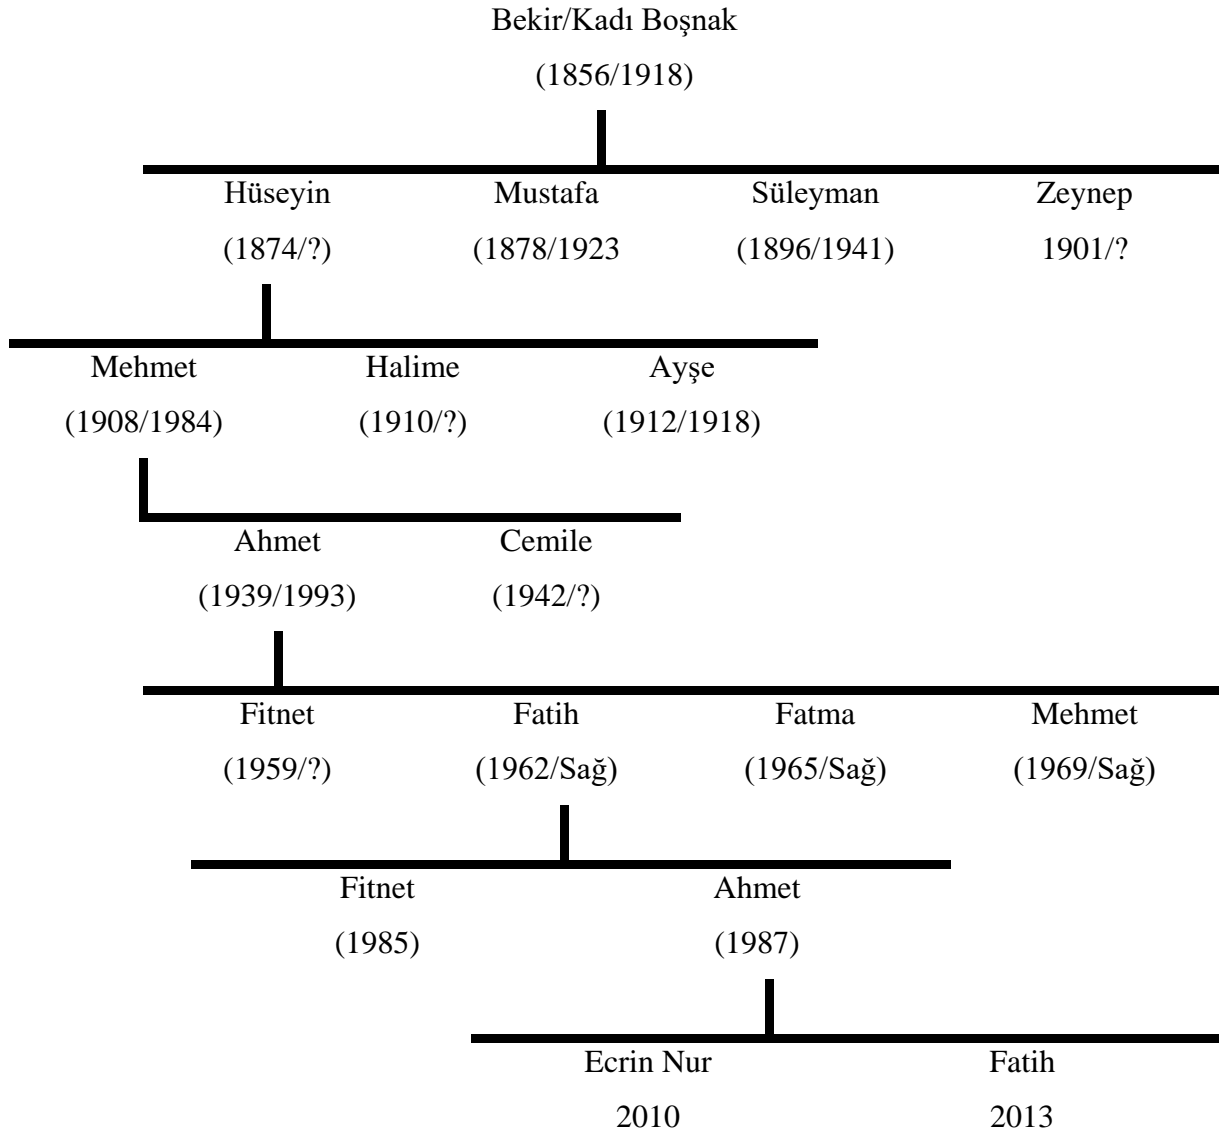 Bekir/Kadı Boşnak
(1856/1918)
Hüseyin Mustafa Süleyman Zeynep
(1874/?) (1878/1923 (1896/1941) 1901/?
Mehmet Halime Ayşe
(1908/1984) (1910/?) (1912/1918)
Ahmet Cemile
(1939/1993) (1942/?)
Fitnet Fatih Fatma Mehmet
(1959/?) (1962/Sağ) (1965/Sağ) (1969/Sağ)
Fitnet Ahmet
(1985) (1987)
Ecrin Nur Fatih
2010 2013